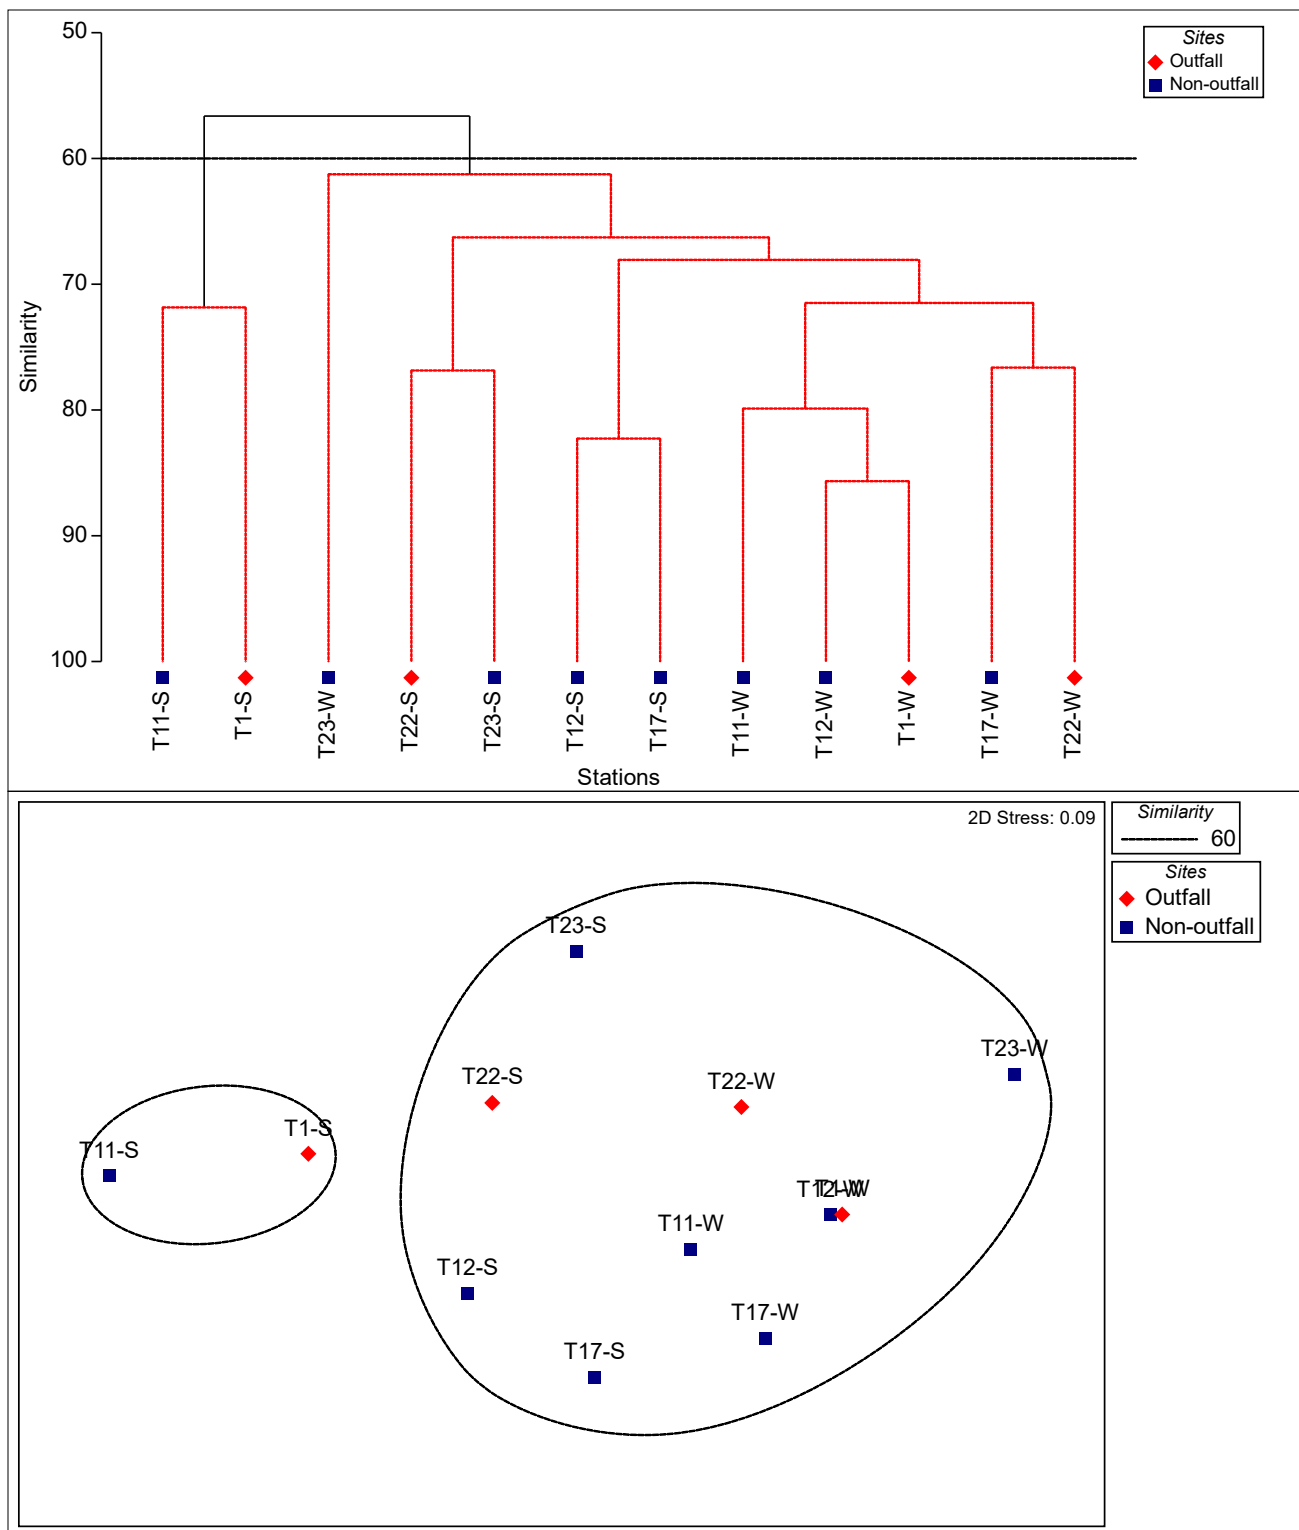 50
60
70
80
90
100
Similarity
Sites
Outfall
Non-outfall
T11-S
T1-S
T23-W
T22-S
T23-S
T12-S
T17-S
T11-W
T12-W
T1-W
T17-W
T22-W
Stations
2D Stress: 0.09
Similarity
60
Sites
Outfall
Non-outfall
T23-S
T23-W
T22-S
T22-W
T1-S
T11-S
T12-W
T1-W
T11-W
T12-S
T17-W
T17-S